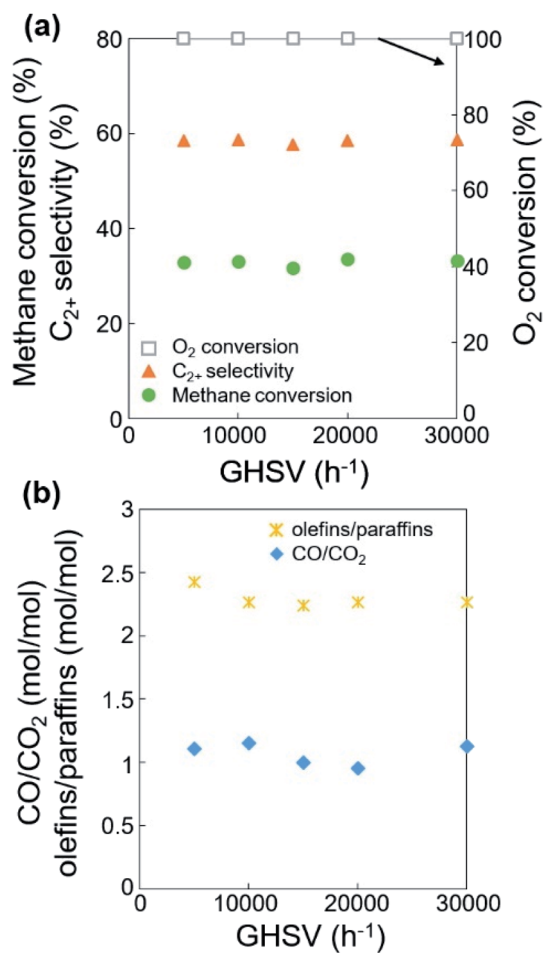 (a)
Methane conversion (%)
C₂₊ selectivity (%)
80
60
40
20
0
100
80
60
40
20
0
O₂ conversion (%)
O₂ conversion
C₂₊ selectivity
Methane conversion
0 10000 20000 30000
GHSV (h⁻¹)
(b)
CO/CO₂ (mol/mol)
olefins/paraffins (mol/mol)
3
2.5
2
1.5
1
0.5
0
olefins/paraffins
CO/CO₂
0 10000 20000 30000
GHSV (h⁻¹)